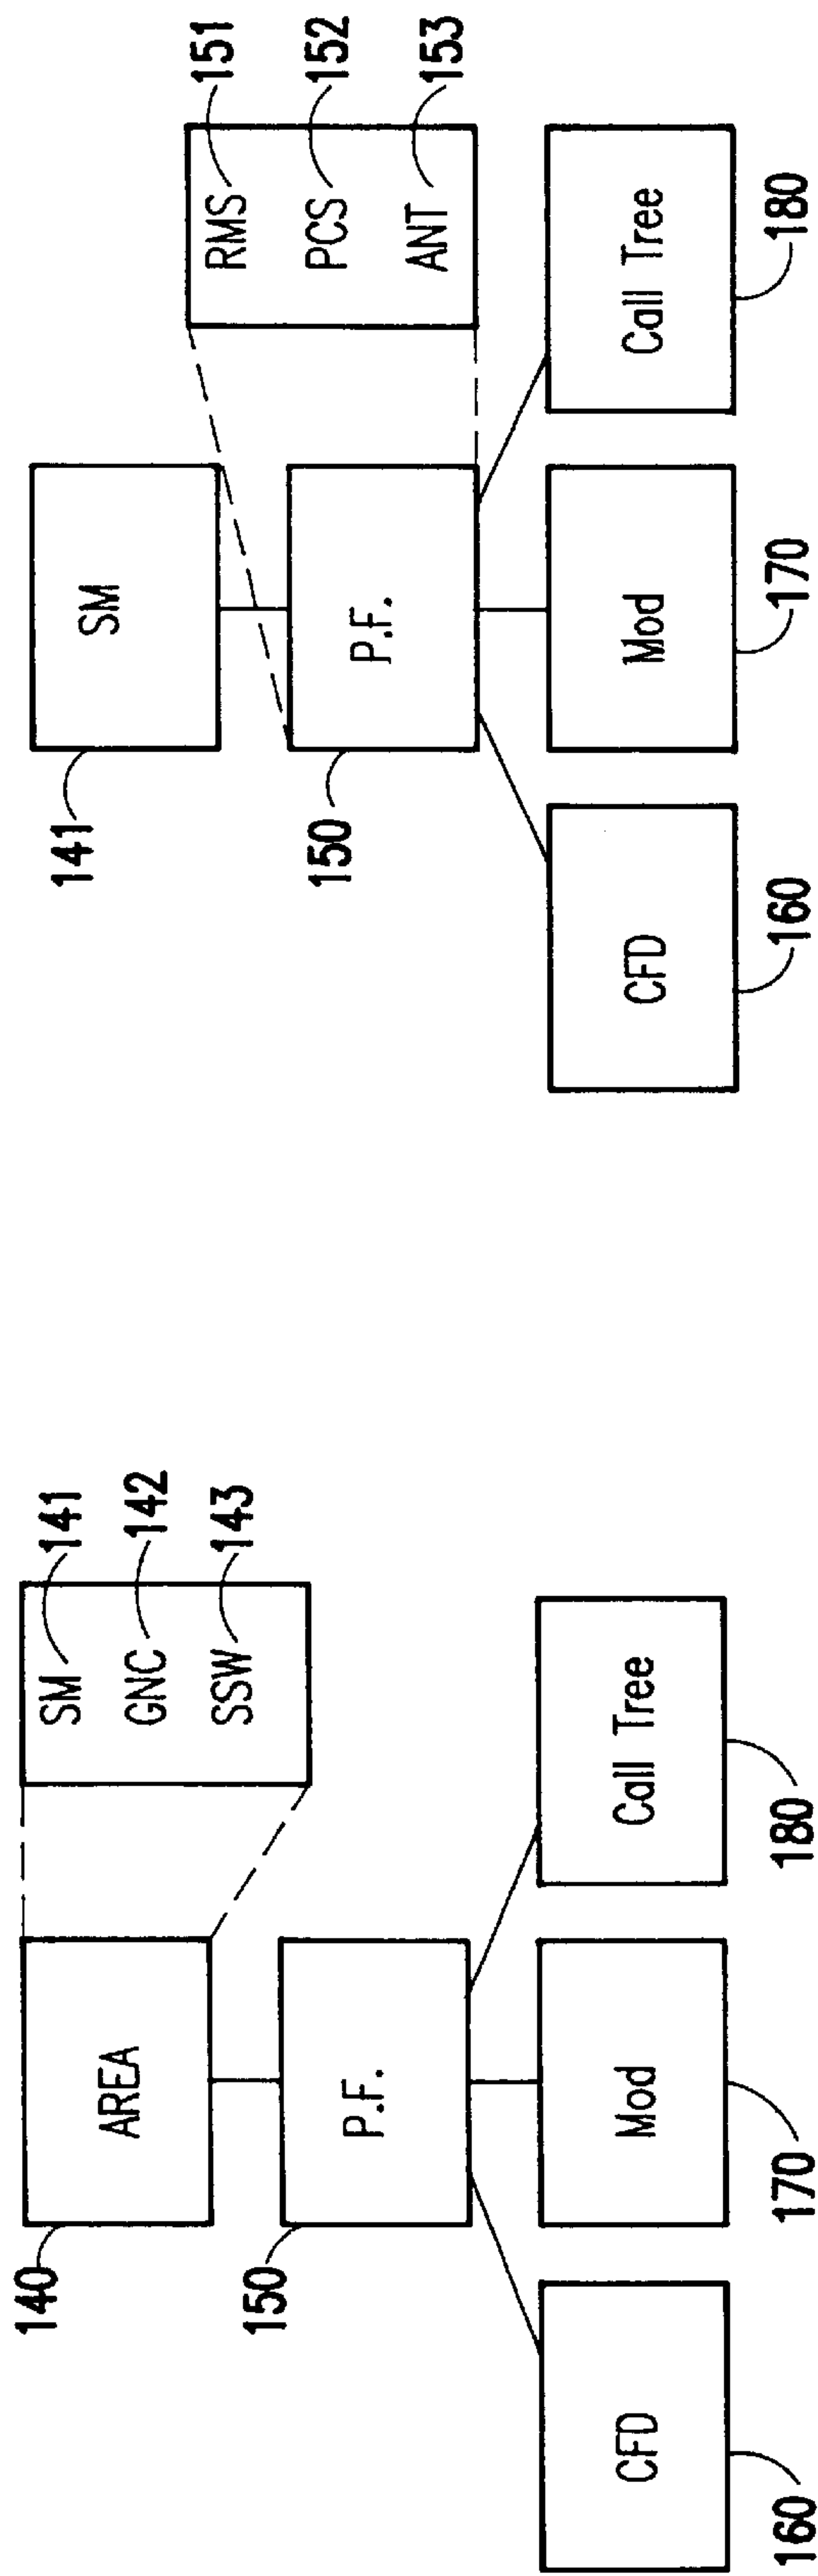 140
AREA
SM 141
GNC 142
SSW 143
150
P.F.
160
CFD
170
Mod
180
Call Tree
141
SM
150
P.F.
RMS 151
PCS 152
ANT 153
CFD
160
Mod
170
Call Tree
180